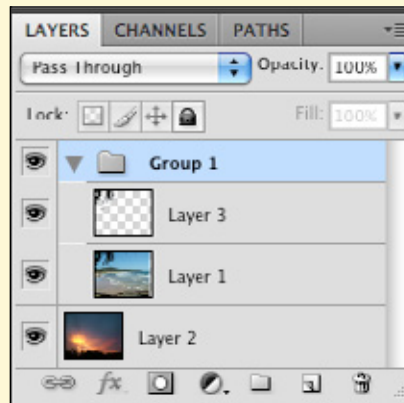 LAYERS CHANNELS PATHS
Pass Through Opacity: 100%
Lock: Fill: 100%
Group 1
Layer 3
Layer 1
Layer 2
fx